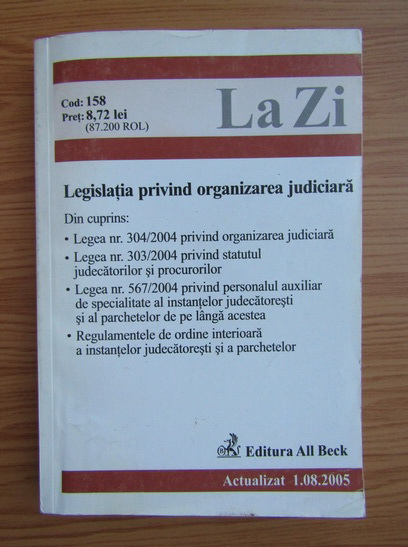 Cod: 158
Preț: 8,72 lei
(87.200 ROL)
La Zi
Legislația privind organizarea judiciară
Din cuprins:
• Legea nr. 304/2004 privind organizarea judiciară
• Legea nr. 303/2004 privind statutul
judecătorilor și procurorilor
• Legea nr. 567/2004 privind personalul auxiliar
de specialitate al instanțelor judecătorești
și al parchetelor de pe lângă acestea
• Regulamentele de ordine interioară
a instanțelor judecătorești și a parchetelor
Editura All Beck
Actualizat 1.08.2005